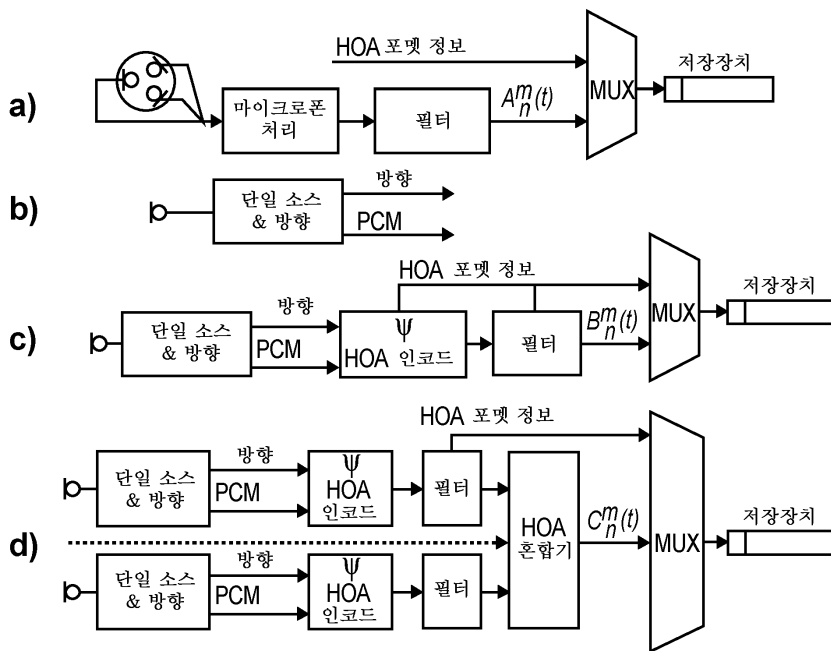 a)
마이크로폰
처리
필터
HOA 포멧 정보
A_n^m(t)
MUX
저장장치
b)
단일 소스
& 방향
방향
PCM
c)
단일 소스
& 방향
방향
PCM
HOA 포멧 정보
Ψ
HOA 인코드
필터
B_n^m(t)
MUX
저장장치
d)
단일 소스
& 방향
방향
PCM
Ψ
HOA
인코드
HOA 포멧 정보
필터
단일 소스
& 방향
방향
PCM
Ψ
HOA
인코드
필터
HOA
혼합기
C_n^m(t)
MUX
저장장치